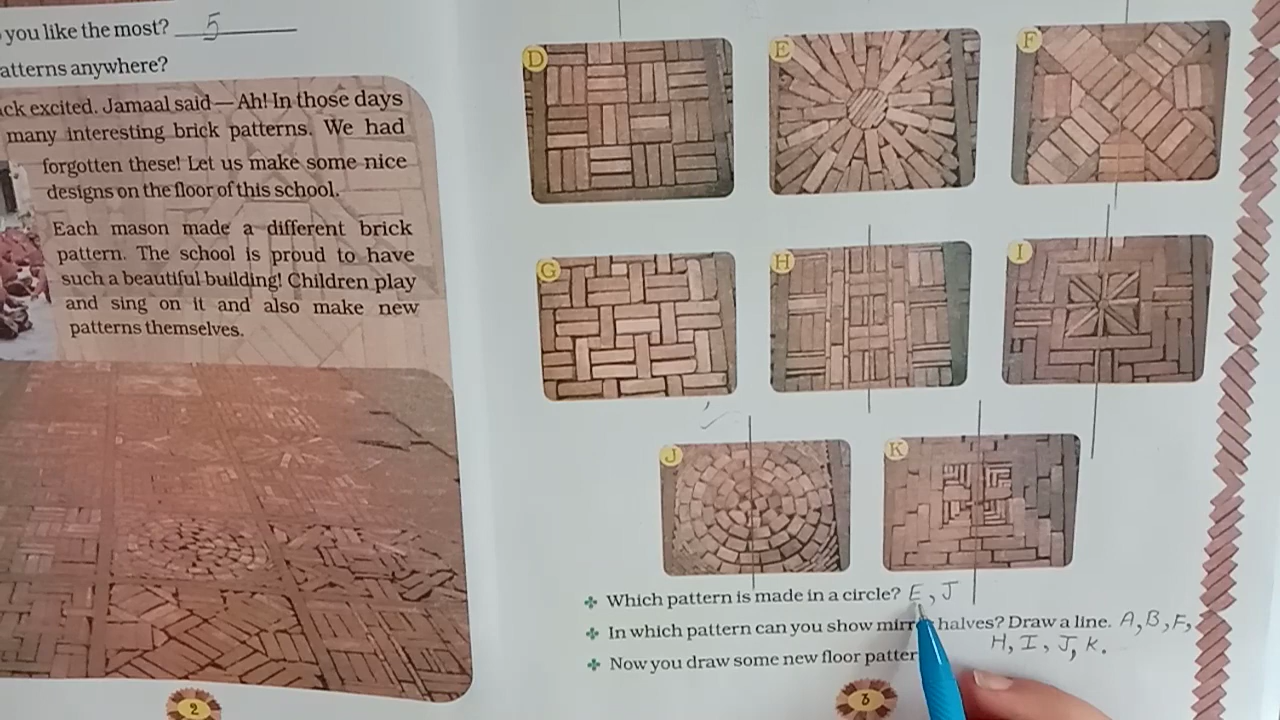 you like the most? 5
atterns anywhere?
ck excited. Jamaal said — Ah! In those days
many interesting brick patterns. We had
forgotten these! Let us make some nice
designs on the floor of this school.
Each mason made a different brick
pattern. The school is proud to have
such a beautiful building! Children play
and sing on it and also make new
patterns themselves.
2
D
E
F
G
H
I
J
K
Which pattern is made in a circle? E, J
In which pattern can you show mirr halves? Draw a line. A, B, F,
H, I, J, K.
Now you draw some new floor patter
3